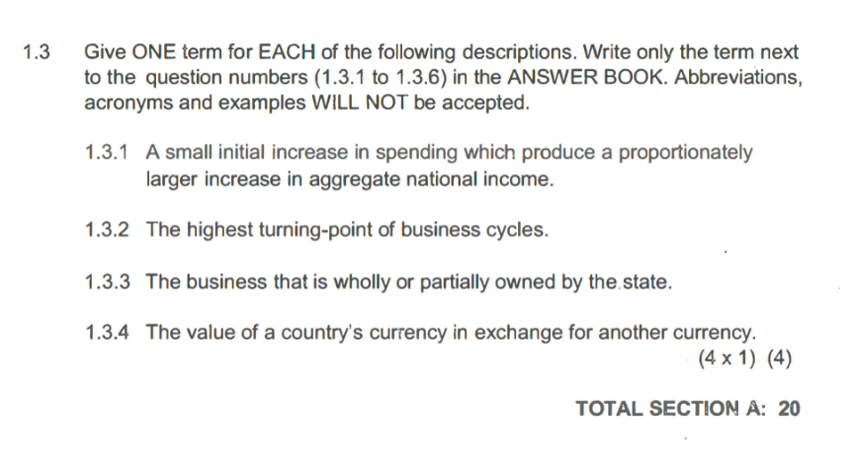 1.3 Give ONE term for EACH of the following descriptions. Write only the term next
to the question numbers (1.3.1 to 1.3.6) in the ANSWER BOOK. Abbreviations,
acronyms and examples WILL NOT be accepted.
1.3.1 A small initial increase in spending which produce a proportionately
larger increase in aggregate national income.
1.3.2 The highest turning-point of business cycles.
1.3.3 The business that is wholly or partially owned by the state.
1.3.4 The value of a country's currency in exchange for another currency.
(4 x 1) (4)
TOTAL SECTION A: 20